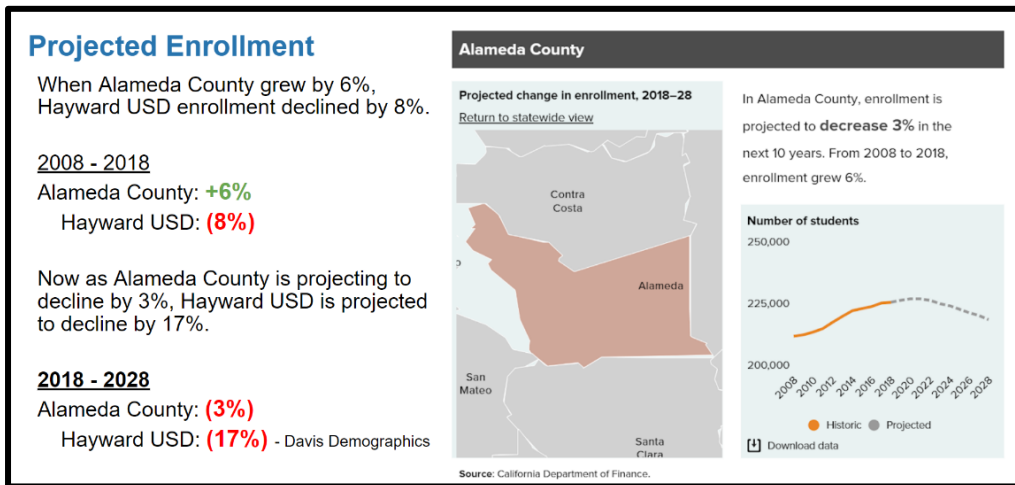 Projected Enrollment
When Alameda County grew by 6%,
Hayward USD enrollment declined by 8%.
2008 - 2018
Alameda County: +6%
Hayward USD: (8%)
Now as Alameda County is projecting to
decline by 3%, Hayward USD is projected
to decline by 17%.
2018 - 2028
Alameda County: (3%)
Hayward USD: (17%) - Davis Demographics
Alameda County
Projected change in enrollment, 2018–28
Return to statewide view
Contra
Costa
Alameda
San
Mateo
Santa
Clara
Source: California Department of Finance.
In Alameda County, enrollment is
projected to decrease 3% in the
next 10 years. From 2008 to 2018,
enrollment grew 6%.
Number of students
250,000
225,000
200,000
2008 2010 2012 2014 2016 2018 2020 2022 2024 2026 2028
Historic Projected
Download data